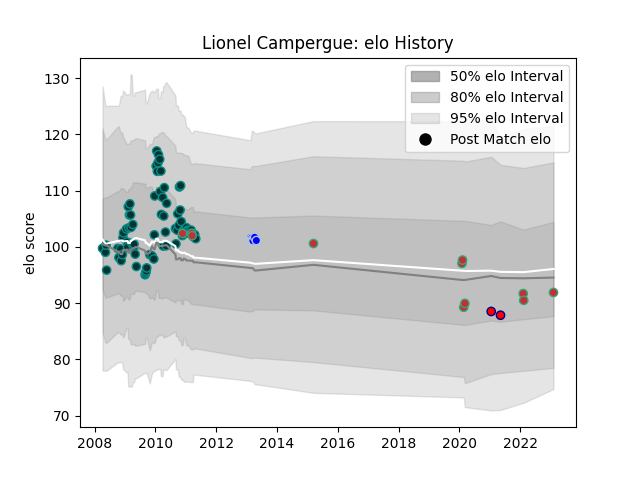 Lionel Campergue: elo History
50% elo Interval
80% elo Interval
95% elo Interval
Post Match elo
elo score
130
120
110
100
90
80
70
2008 2010 2012 2014 2016 2018 2020 2022